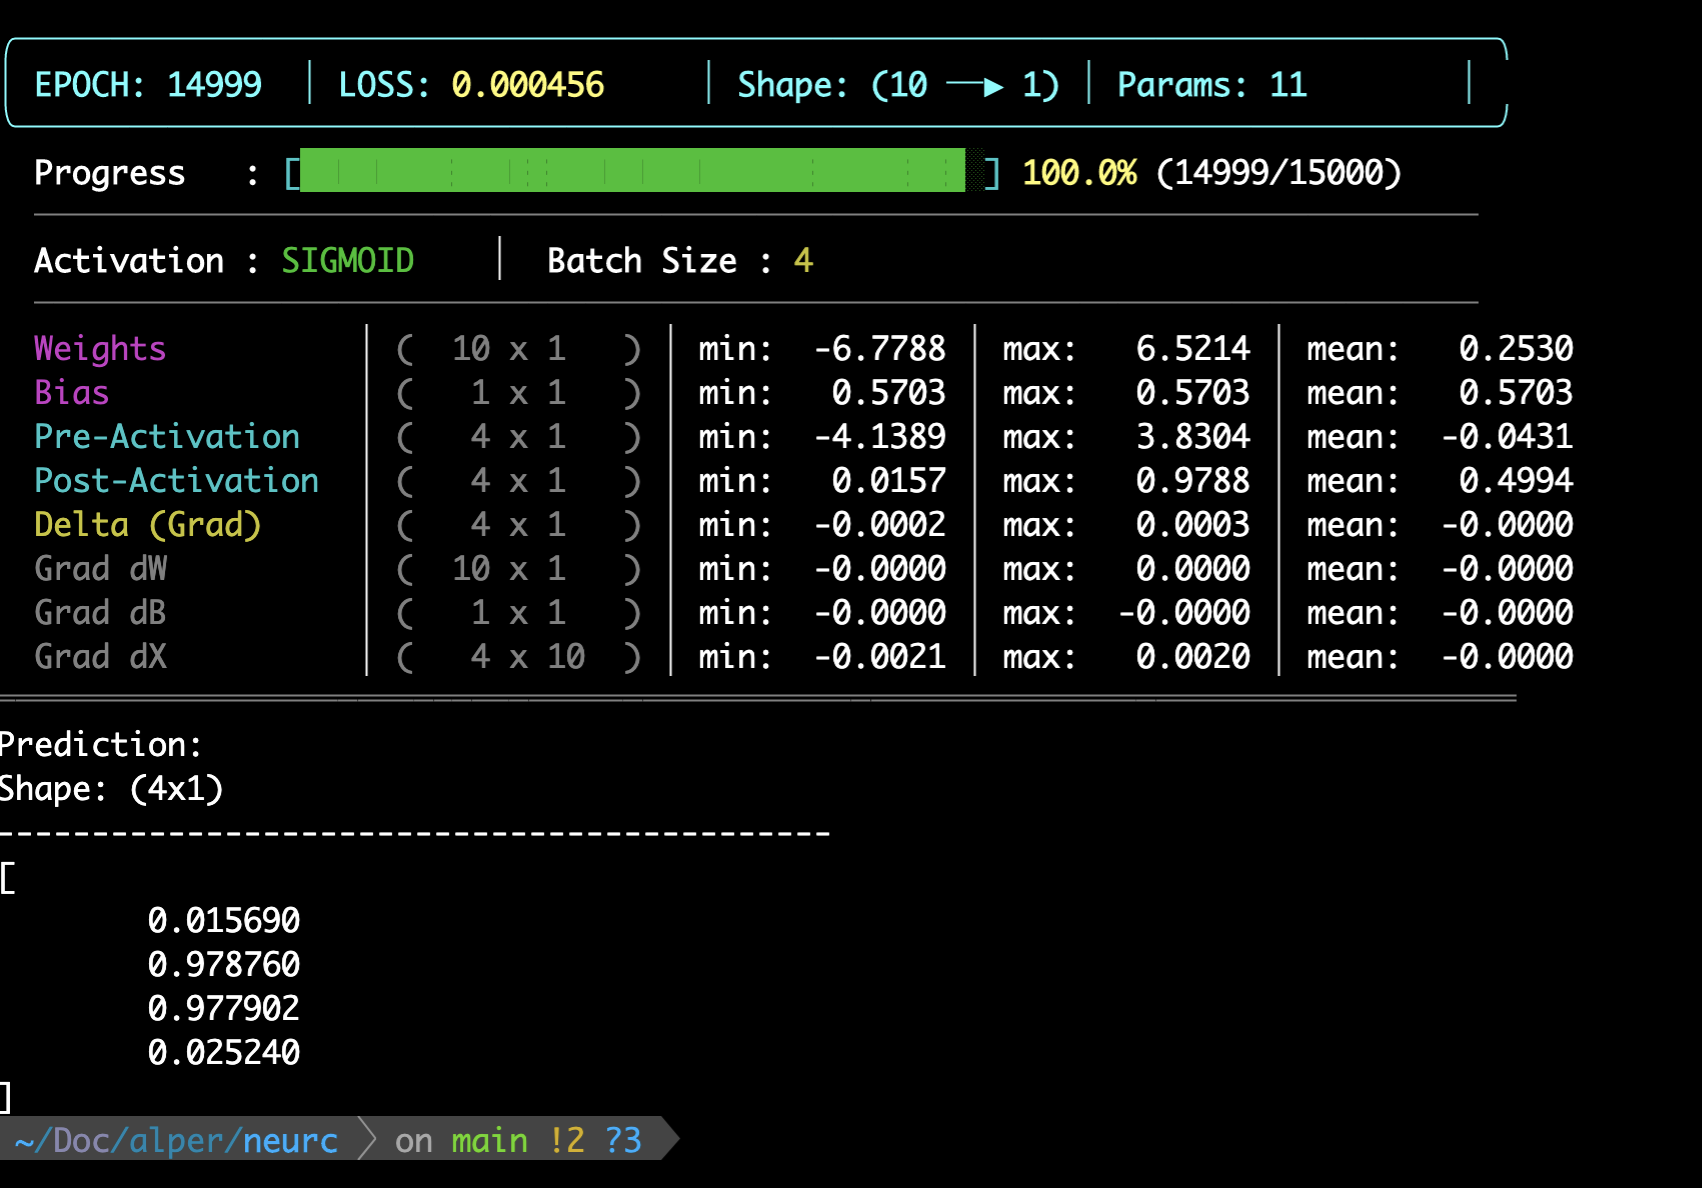 EPOCH: 14999 │ LOSS: 0.000456 │ Shape: (10 ──▶ 1) │ Params: 11 │
Progress : [ ] 100.0% (14999/15000)
Activation : SIGMOID │ Batch Size : 4
Weights │ ( 10 x 1 ) │ min: -6.7788 │ max: 6.5214 │ mean: 0.2530
Bias │ ( 1 x 1 ) │ min: 0.5703 │ max: 0.5703 │ mean: 0.5703
Pre-Activation │ ( 4 x 1 ) │ min: -4.1389 │ max: 3.8304 │ mean: -0.0431
Post-Activation │ ( 4 x 1 ) │ min: 0.0157 │ max: 0.9788 │ mean: 0.4994
Delta (Grad) │ ( 4 x 1 ) │ min: -0.0002 │ max: 0.0003 │ mean: -0.0000
Grad dW │ ( 10 x 1 ) │ min: -0.0000 │ max: 0.0000 │ mean: -0.0000
Grad dB │ ( 1 x 1 ) │ min: -0.0000 │ max: -0.0000 │ mean: -0.0000
Grad dX │ ( 4 x 10 ) │ min: -0.0021 │ max: 0.0020 │ mean: -0.0000
Prediction:
Shape: (4x1)
--------------------------------------------
[
0.015690
0.978760
0.977902
0.025240
]
~/Doc/alper/neurc on main !2 ?3